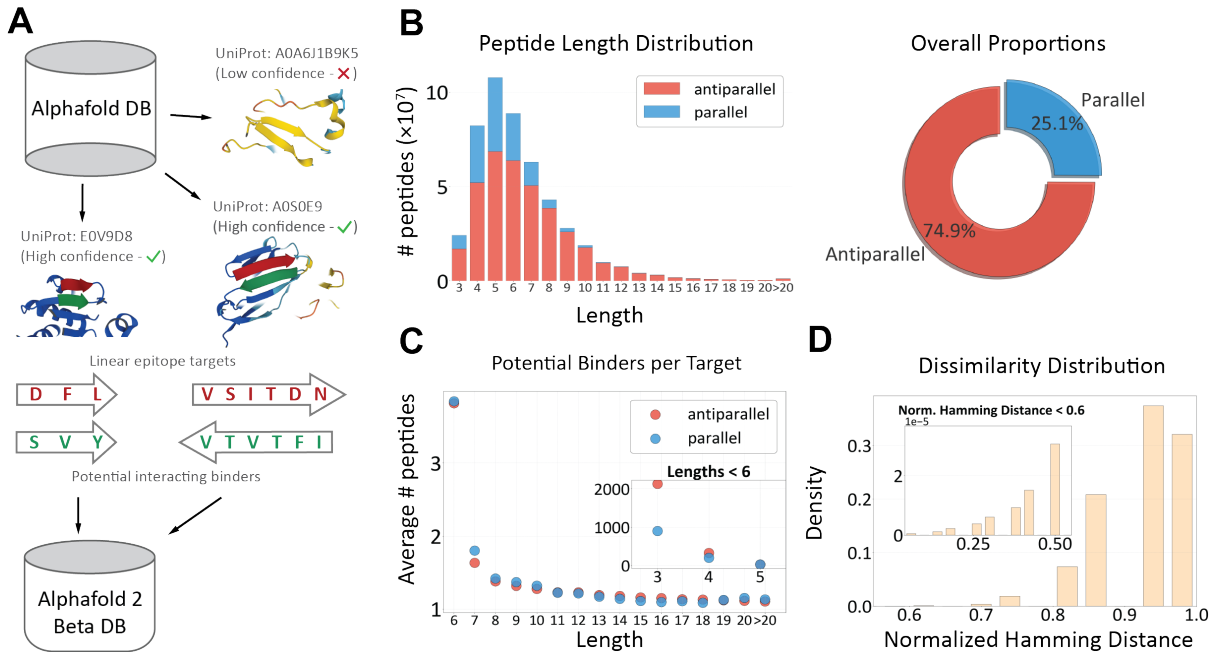 A
Alphafold DB
UniProt: A0A6J1B9K5
(Low confidence - ✗)
UniProt: A0S0E9
(High confidence - ✓)
UniProt: E0V9D8
(High confidence - ✓)
Linear epitope targets
D F L
V S I T D N
S V Y
V T V T F I
Potential interacting binders
Alphafold 2
Beta DB
B
Peptide Length Distribution
# peptides (×10⁷)
10
5
0
antiparallel
parallel
3 4 5 6 7 8 9 10 11 12 13 14 15 16 17 18 19 20 >20
Length
Overall Proportions
Parallel
25.1%
74.9%
Antiparallel
C
Potential Binders per Target
Average # peptides
3
2
1
antiparallel
parallel
Lengths < 6
2000
1000
0
3 4 5
6 7 8 9 10 11 12 13 14 15 16 17 18 19 20 >20
Length
D
Dissimilarity Distribution
Density
0.3
0.2
0.1
0.0
Norm. Hamming Distance < 0.6
1e−5
2
0
0.25 0.50
0.6 0.7 0.8 0.9 1.0
Normalized Hamming Distance